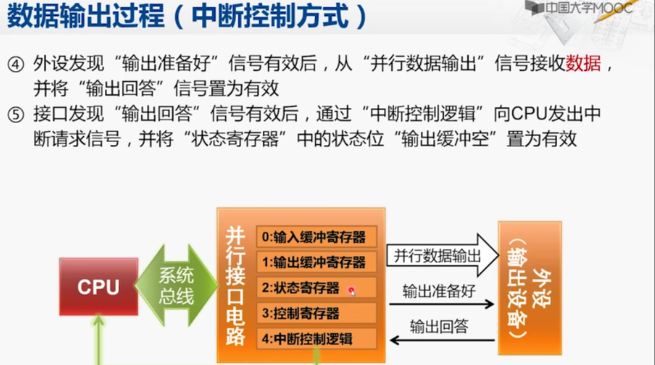 数据输出过程（中断控制方式）
中国大学MOOC
④ 外设发现“输出准备好”信号有效后，从“并行数据输出”信号接收数据，
并将“输出回答”信号置为有效
⑤ 接口发现“输出回答”信号有效后，通过“中断控制逻辑”向CPU发出中
断请求信号，并将“状态寄存器”中的状态位“输出缓冲空”置为有效
CPU
系统
总线
并行接口电路
0:输入缓冲寄存器
1:输出缓冲寄存器
2:状态寄存器
3:控制寄存器
4:中断控制逻辑
并行数据输出
输出准备好
输出回答
外设
（输出设备）